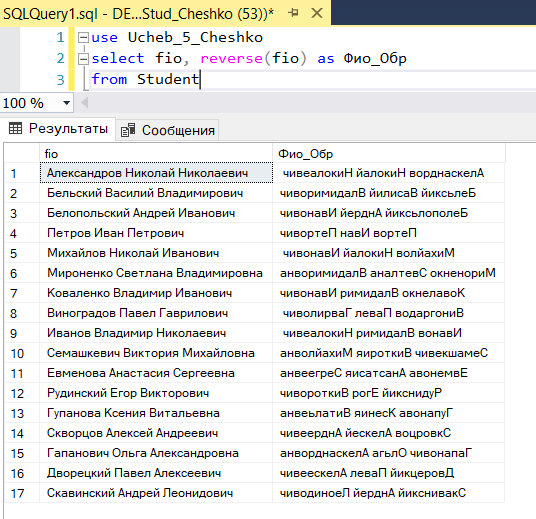 SQLQuery1.sql - DE...Stud_Cheshko (53))*
1 use Ucheb_5_Cheshko
2 select fio, reverse(fio) as Фио_Обр
3 from Student
100 %
Результаты Сообщения
fio Фио_Обр
1 Александров Николай Николаевич чивеалокиН йалокиН ворднаскелА
2 Бельский Василий Владимирович чиворимидалВ йилисаВ йиксьлеБ
3 Белопольский Андрей Иванович чивонавИ йерднА йиксьлополеБ
4 Петров Иван Петрович чивортеП навИ вортеП
5 Михайлов Николай Иванович чивонавИ йалокиН волйахиМ
6 Мироненко Светлана Владимировна анворимидалВ аналтевС окненориМ
7 Коваленко Владимир Иванович чивонавИ римидалВ окнелавоК
8 Виноградов Павел Гаврилович чиволирваГ левaП водаргониВ
9 Иванов Владимир Николаевич чивеалокиН римидалВ вонавИ
10 Семашкевич Виктория Михайловна анволйахиМ яироткиВ чивекшамеС
11 Евменова Анастасия Сергеевна анвеегреС яисатсанА авонемвЕ
12 Рудинский Егор Викторович чивороткиВ рогЕ йикснидуР
13 Гупанова Ксения Витальевна анвеьлатиВ яинесК авонапуГ
14 Скворцов Алексей Андреевич чивеерднА йескелА воцровкС
15 Гапанович Ольга Александровна анворднаскелА агьлО чивонапаГ
16 Дворецкий Павел Алексеевич чивеескелА левaП йикцеровД
17 Скавинский Андрей Леонидович чиводиноеЛ йерднА йикснивакС